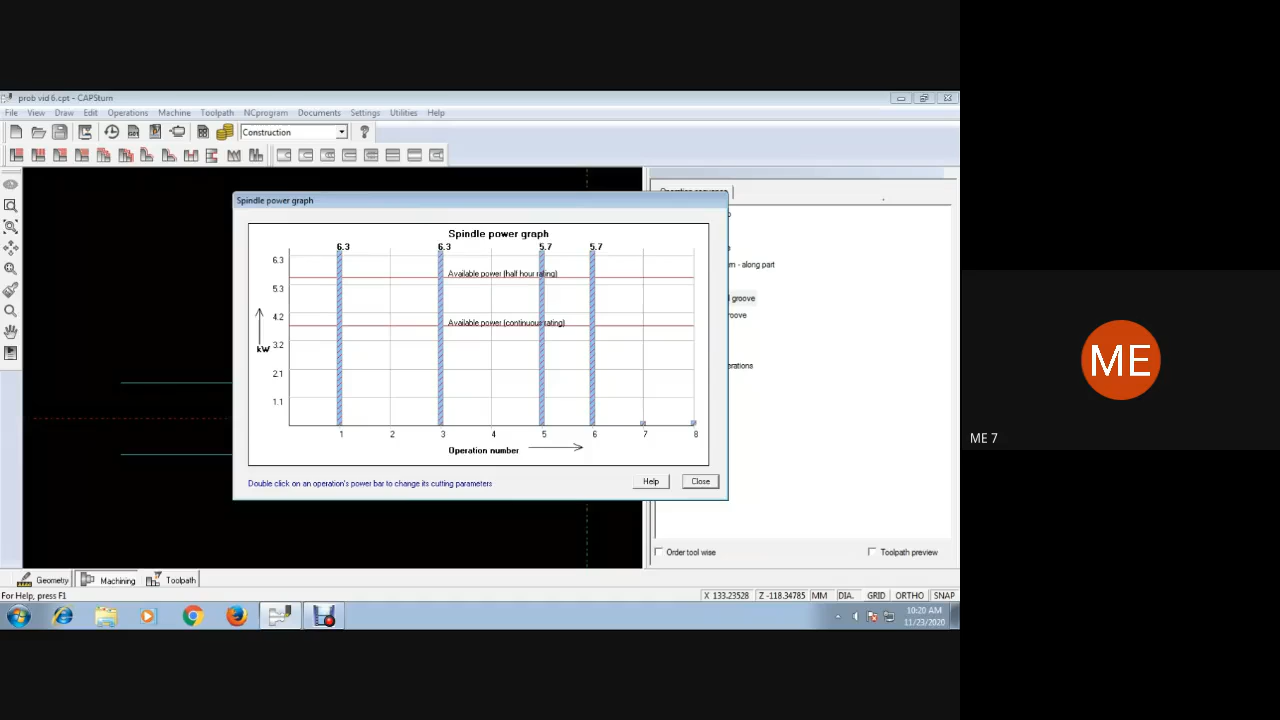 prob vid 6.cpt - CAPSturn
File View Draw Edit Operations Machine Toolpath NCprogram Documents Settings Utilities Help
Construction
Operation sequence
Spindle power graph
Spindle power graph
6.3 6.3 5.7 5.7
6.3
Available power (half hour rating)
5.3
4.2
Available power (continuous rating)
kW
3.2
2.1
1.1
1 2 3 4 5 6 7 8
Operation number
Double click on an operation's power bar to change its cutting parameters
Help Close
m - along part
groove
oove
erations
Order tool wise Toolpath preview
Geometry Machining Toolpath
For Help, press F1
X 133.23528 Z -118.34785 MM DIA. GRID ORTHO SNAP
10:20 AM
11/23/2020
ME
ME 7